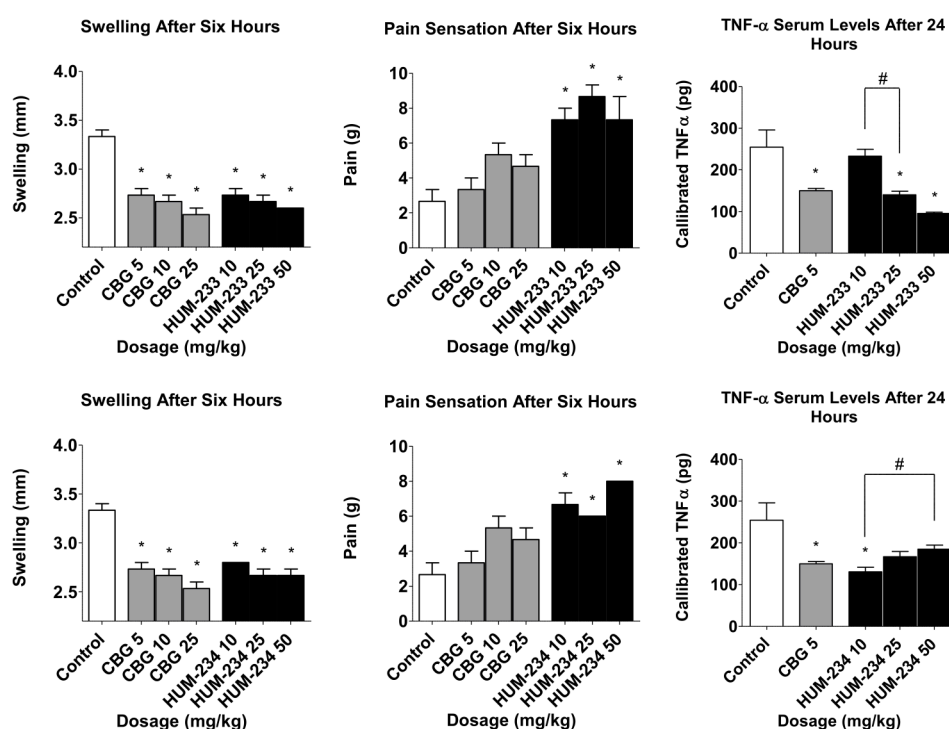 Swelling After Six Hours
Swelling (mm)
4.0
3.5
3.0
2.5
* * * * * *
Control
CBG 5
CBG 10
CBG 25
HUM-233 10
HUM-233 25
HUM-233 50
Dosage (mg/kg)
Pain Sensation After Six Hours
Pain (g)
10
8
6
4
2
0
* * *
Control
CBG 5
CBG 10
CBG 25
HUM-233 10
HUM-233 25
HUM-233 50
Dosage (mg/kg)
TNF-α Serum Levels After 24
Hours
Callibrated TNFα (pg)
400
300
200
100
0
#
* * *
Control
CBG 5
HUM-233 10
HUM-233 25
HUM-233 50
Dosage (mg/kg)
Swelling After Six Hours
Swelling (mm)
4.0
3.5
3.0
2.5
* * * * * *
Control
CBG 5
CBG 10
CBG 25
HUM-234 10
HUM-234 25
HUM-234 50
Dosage (mg/kg)
Pain Sensation After Six Hours
Pain (g)
10
8
6
4
2
0
* * *
Control
CBG 5
CBG 10
CBG 25
HUM-234 10
HUM-234 25
HUM-234 50
Dosage (mg/kg)
TNF-α Serum Levels After 24
Hours
Callibrated TNFα (pg)
400
300
200
100
0
#
* *
Control
CBG 5
HUM-234 10
HUM-234 25
HUM-234 50
Dosage (mg/kg)